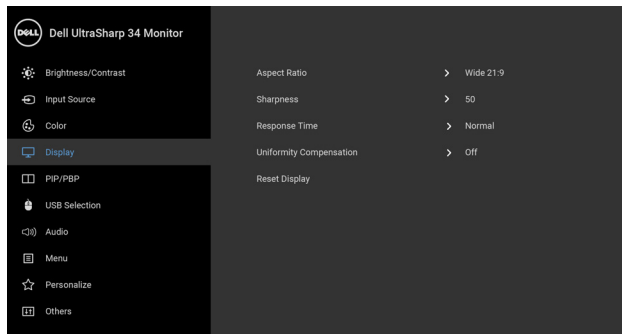 DELL Dell UltraSharp 34 Monitor
Brightness/Contrast
Input Source
Color
Display
PIP/PBP
USB Selection
Audio
Menu
Personalize
Others
Aspect Ratio > Wide 21:9
Sharpness > 50
Response Time > Normal
Uniformity Compensation > Off
Reset Display